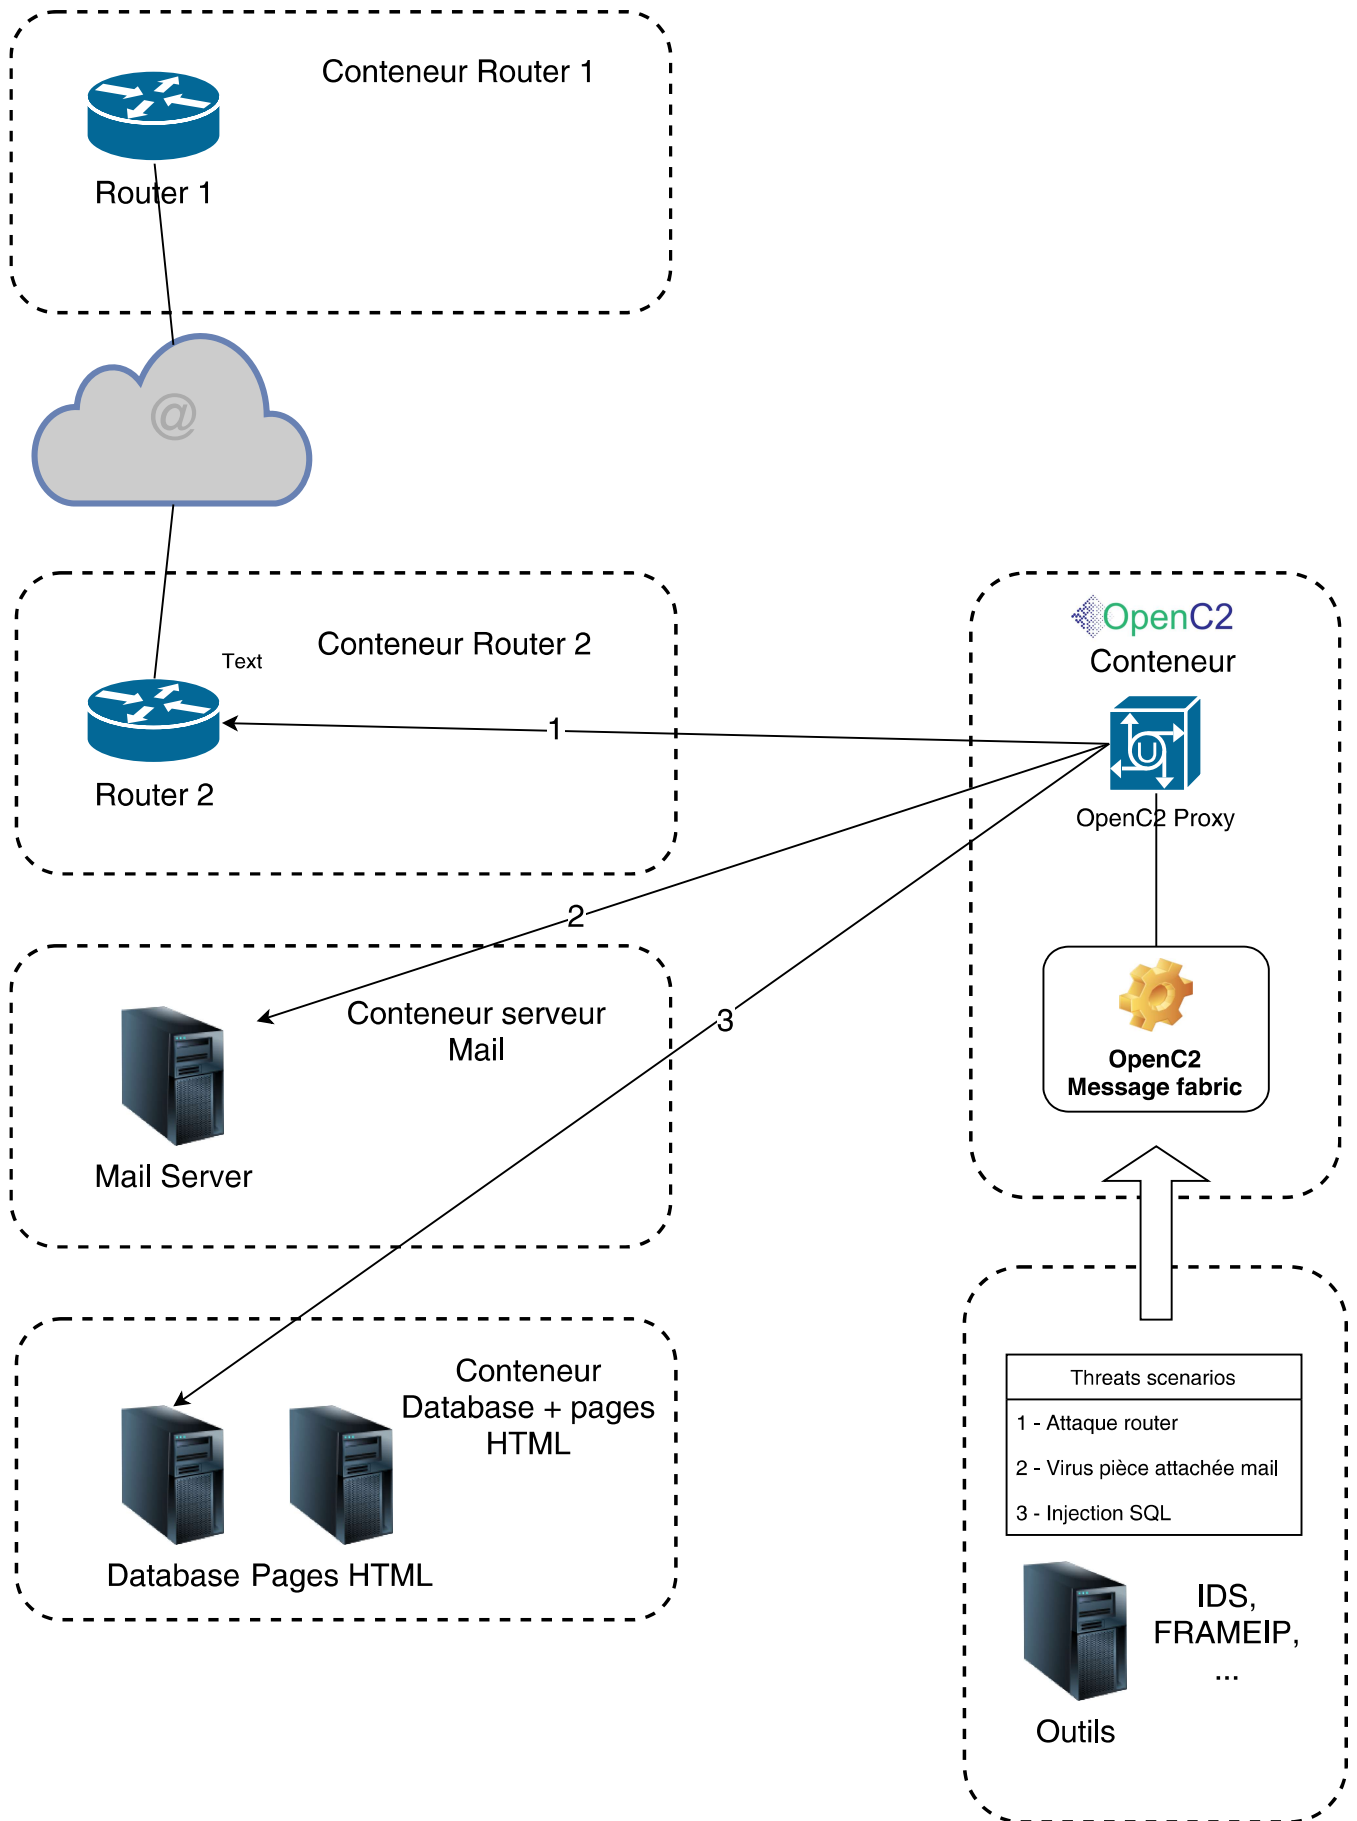 Conteneur Router 1
Router 1
@
Conteneur Router 2
Text
Router 2
1
OpenC2
Conteneur
U
OpenC2 Proxy
2
Conteneur serveur
Mail
Mail Server
3
OpenC2
Message fabric
Conteneur
Database + pages
HTML
Database Pages HTML
Threats scenarios
1 - Attaque router
2 - Virus pièce attachée mail
3 - Injection SQL
IDS,
FRAMEIP,
...
Outils